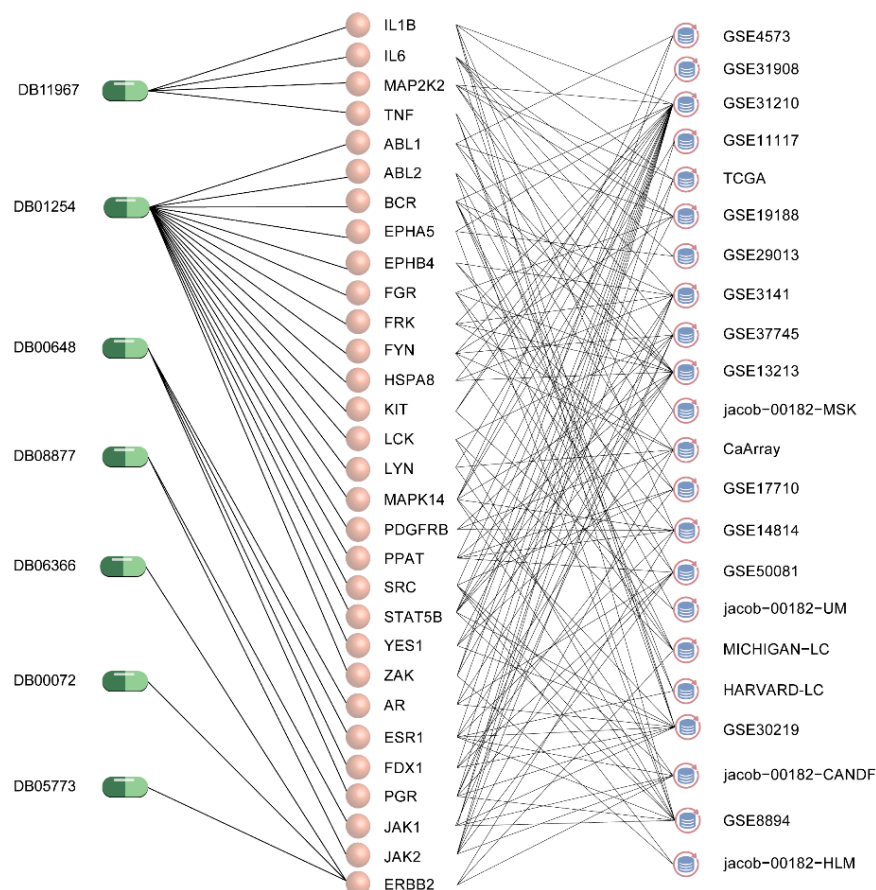 DB11967
DB01254
DB00648
DB08877
DB06366
DB00072
DB05773
IL1B
IL6
MAP2K2
TNF
ABL1
ABL2
BCR
EPHA5
EPHB4
FGR
FRK
FYN
HSPA8
KIT
LCK
LYN
MAPK14
PDGFRB
PPAT
SRC
STAT5B
YES1
ZAK
AR
ESR1
FDX1
PGR
JAK1
JAK2
ERBB2
GSE4573
GSE31908
GSE31210
GSE11117
TCGA
GSE19188
GSE29013
GSE3141
GSE37745
GSE13213
jacob-00182-MSK
CaArray
GSE17710
GSE14814
GSE50081
jacob-00182-UM
MICHIGAN-LC
HARVARD-LC
GSE30219
jacob-00182-CANDF
GSE8894
jacob-00182-HLM